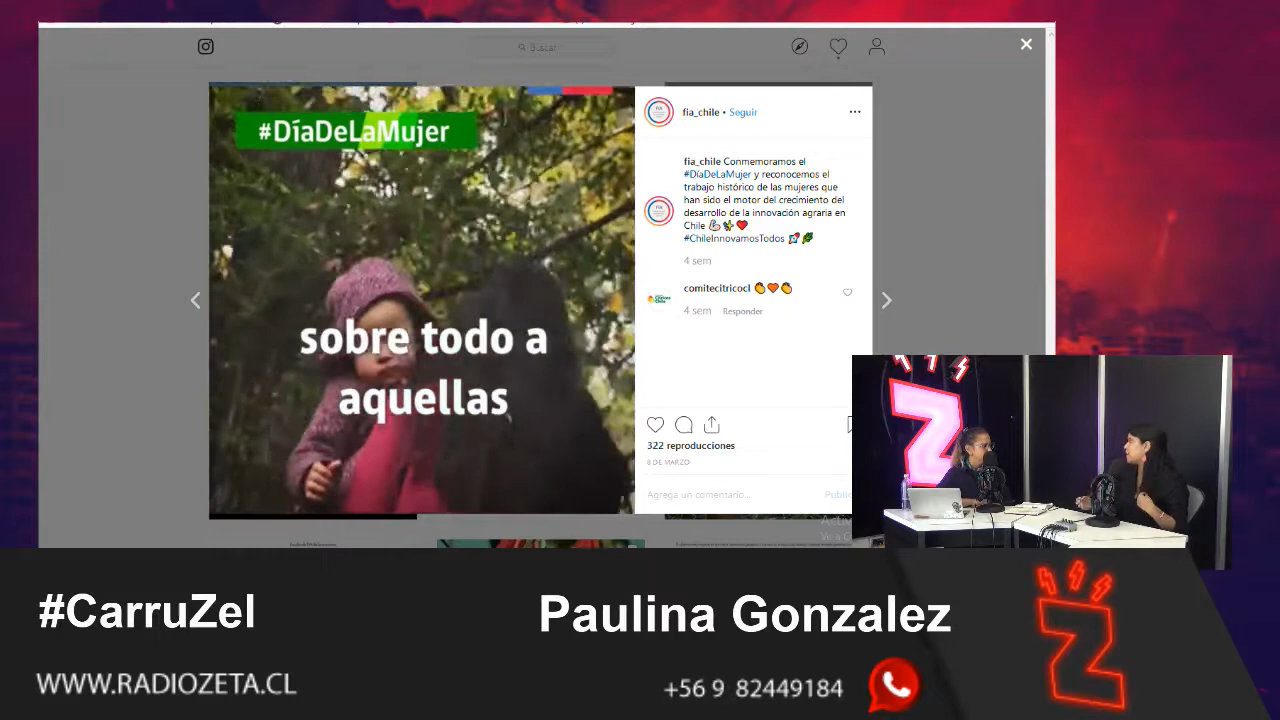 Buscar
#DíaDeLaMujer
sobre todo a
aquellas
fia_chile • Seguir
fia_chile Conmemoramos el
#DíaDeLaMujer y reconocemos el
trabajo histórico de las mujeres que
han sido el motor del crecimiento del
desarrollo de la innovación agraria en
Chile 💪🌿❤️
#ChileInnovamosTodos 🚀🌿
4 sem
comitecitricocl 👏🧡👏
4 sem Responder
322 reproducciones
6 DE MARZO
Agrega un comentario...
Z
#CarruZel
Paulina Gonzalez
WWW.RADIOZETA.CL
+56 9 82449184
Z